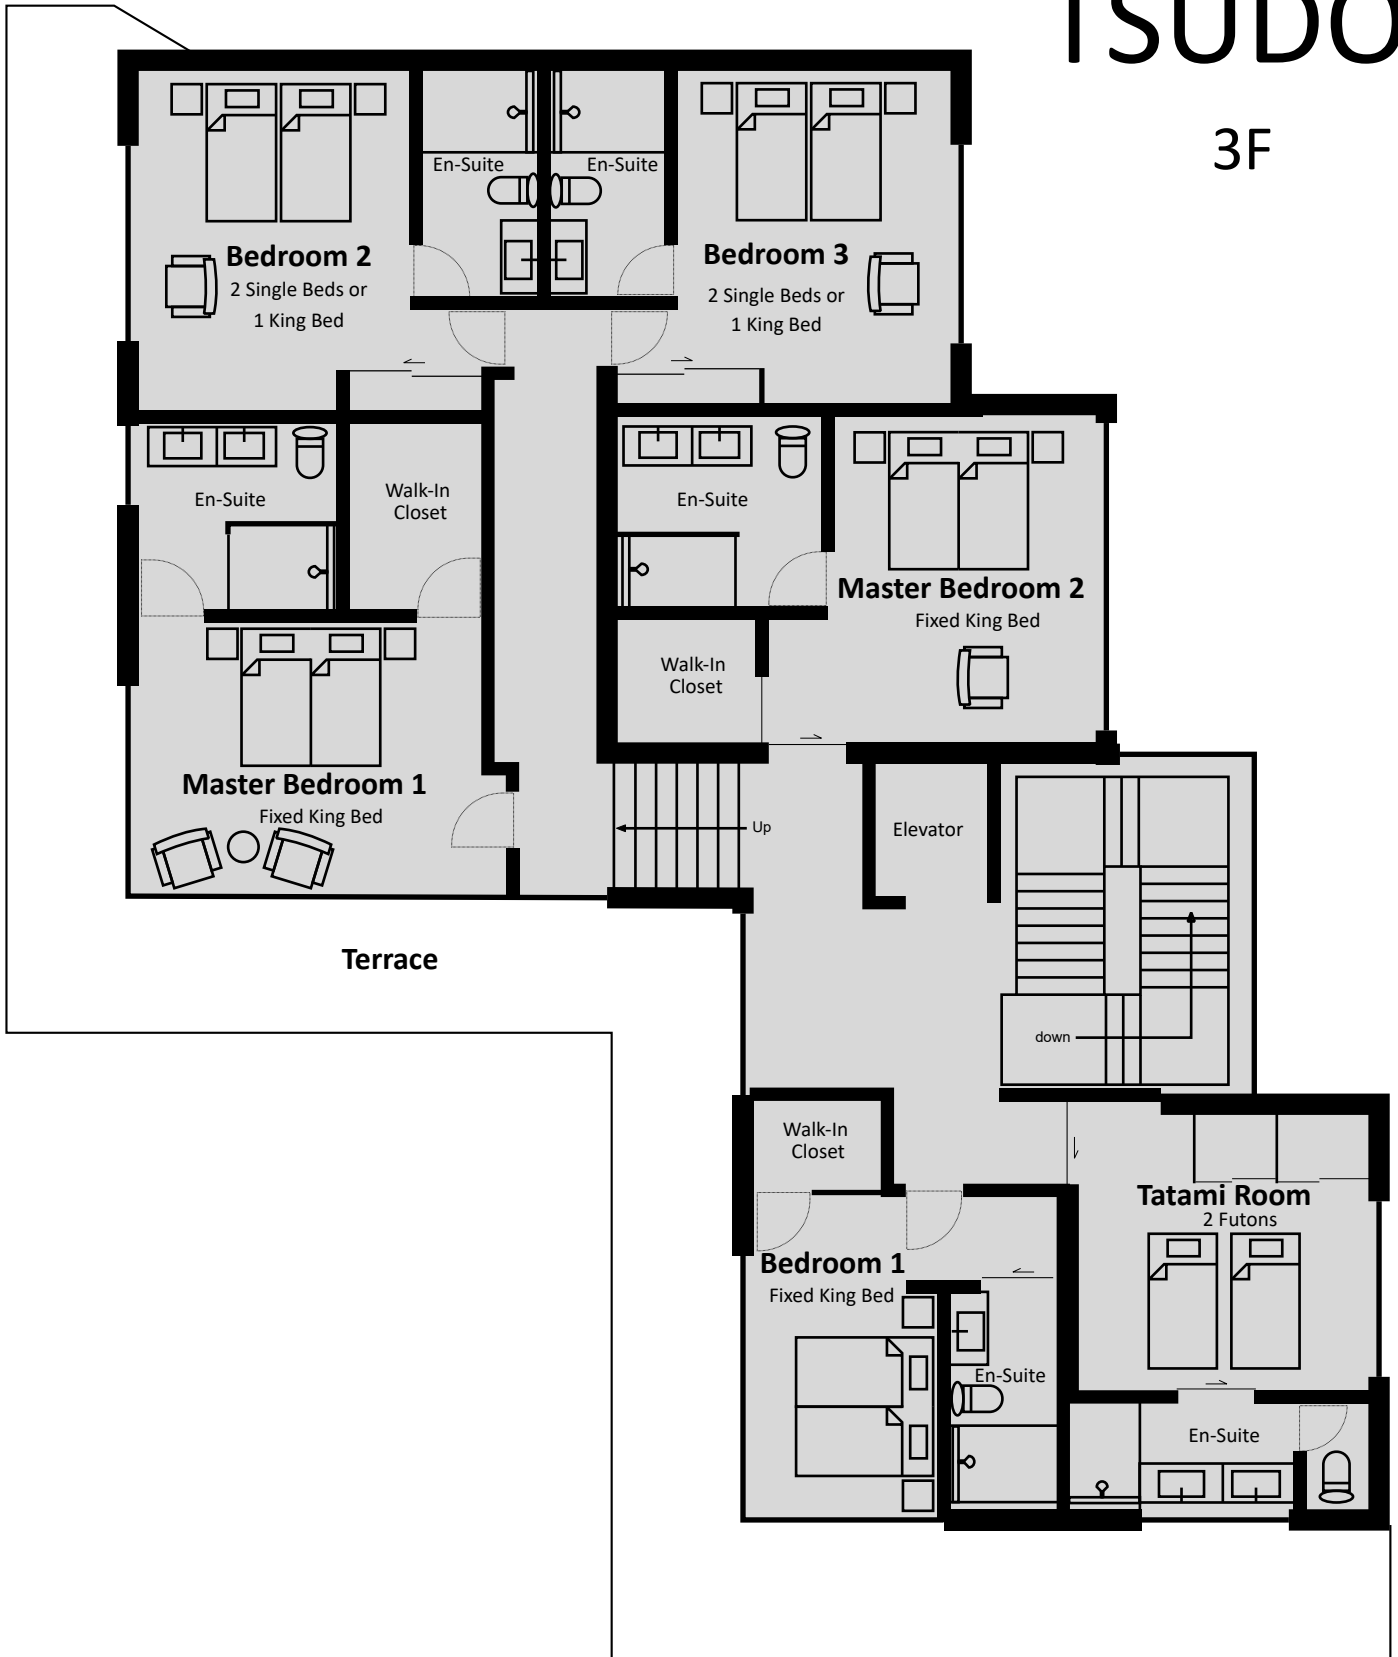 TSUDO
3F
En-Suite
En-Suite
Bedroom 2
2 Single Beds or
1 King Bed
Bedroom 3
2 Single Beds or
1 King Bed
En-Suite
Walk-In
Closet
En-Suite
Master Bedroom 2
Fixed King Bed
Walk-In
Closet
Master Bedroom 1
Fixed King Bed
Up
Elevator
Terrace
down
Walk-In
Closet
Tatami Room
2 Futons
Bedroom 1
Fixed King Bed
En-Suite
En-Suite